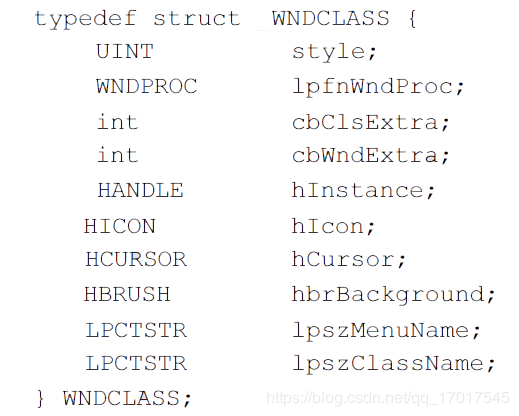 typedef struct WNDCLASS {
UINT style;
WNDPROC lpfnWndProc;
int cbClsExtra;
int cbWndExtra;
HANDLE hInstance;
HICON hIcon;
HCURSOR hCursor;
HBRUSH hbrBackground;
LPCTSTR lpszMenuName;
LPCTSTR lpszClassName;
} WNDCLASS;
https://blog.csdn.net/qq_17017545